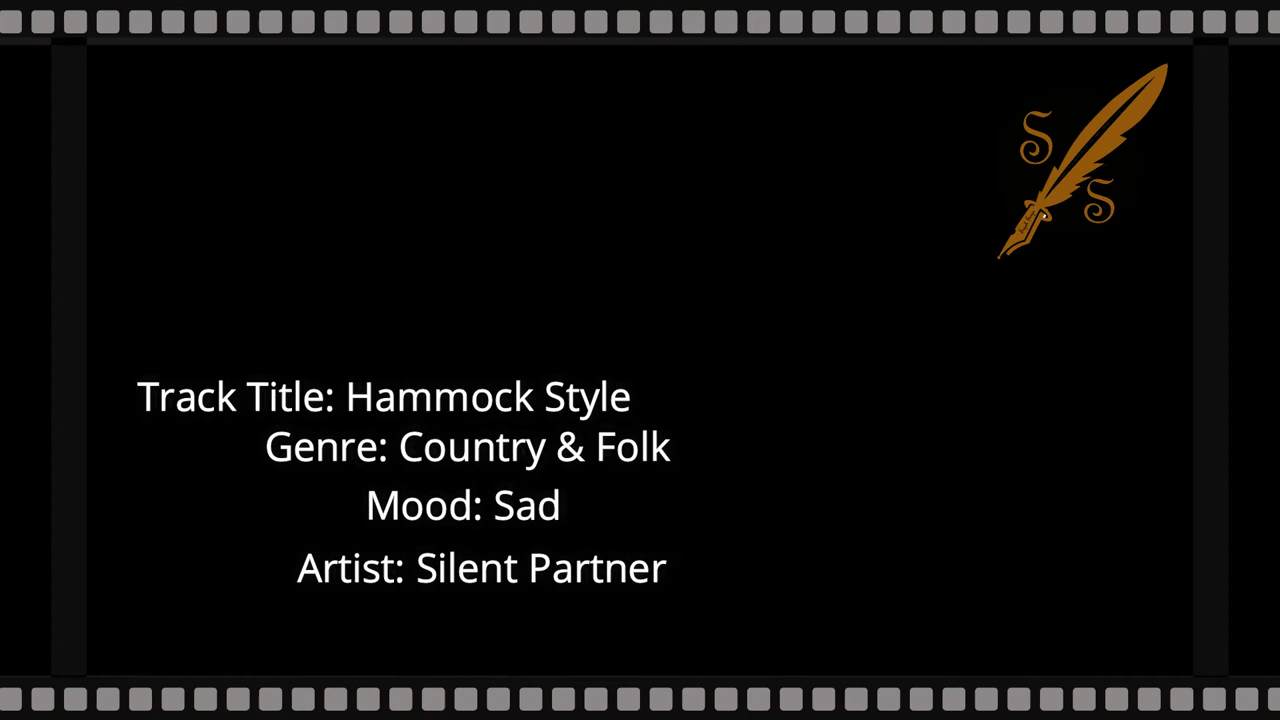 S
S
Track Title: Hammock Style
Genre: Country & Folk
Mood: Sad
Artist: Silent Partner